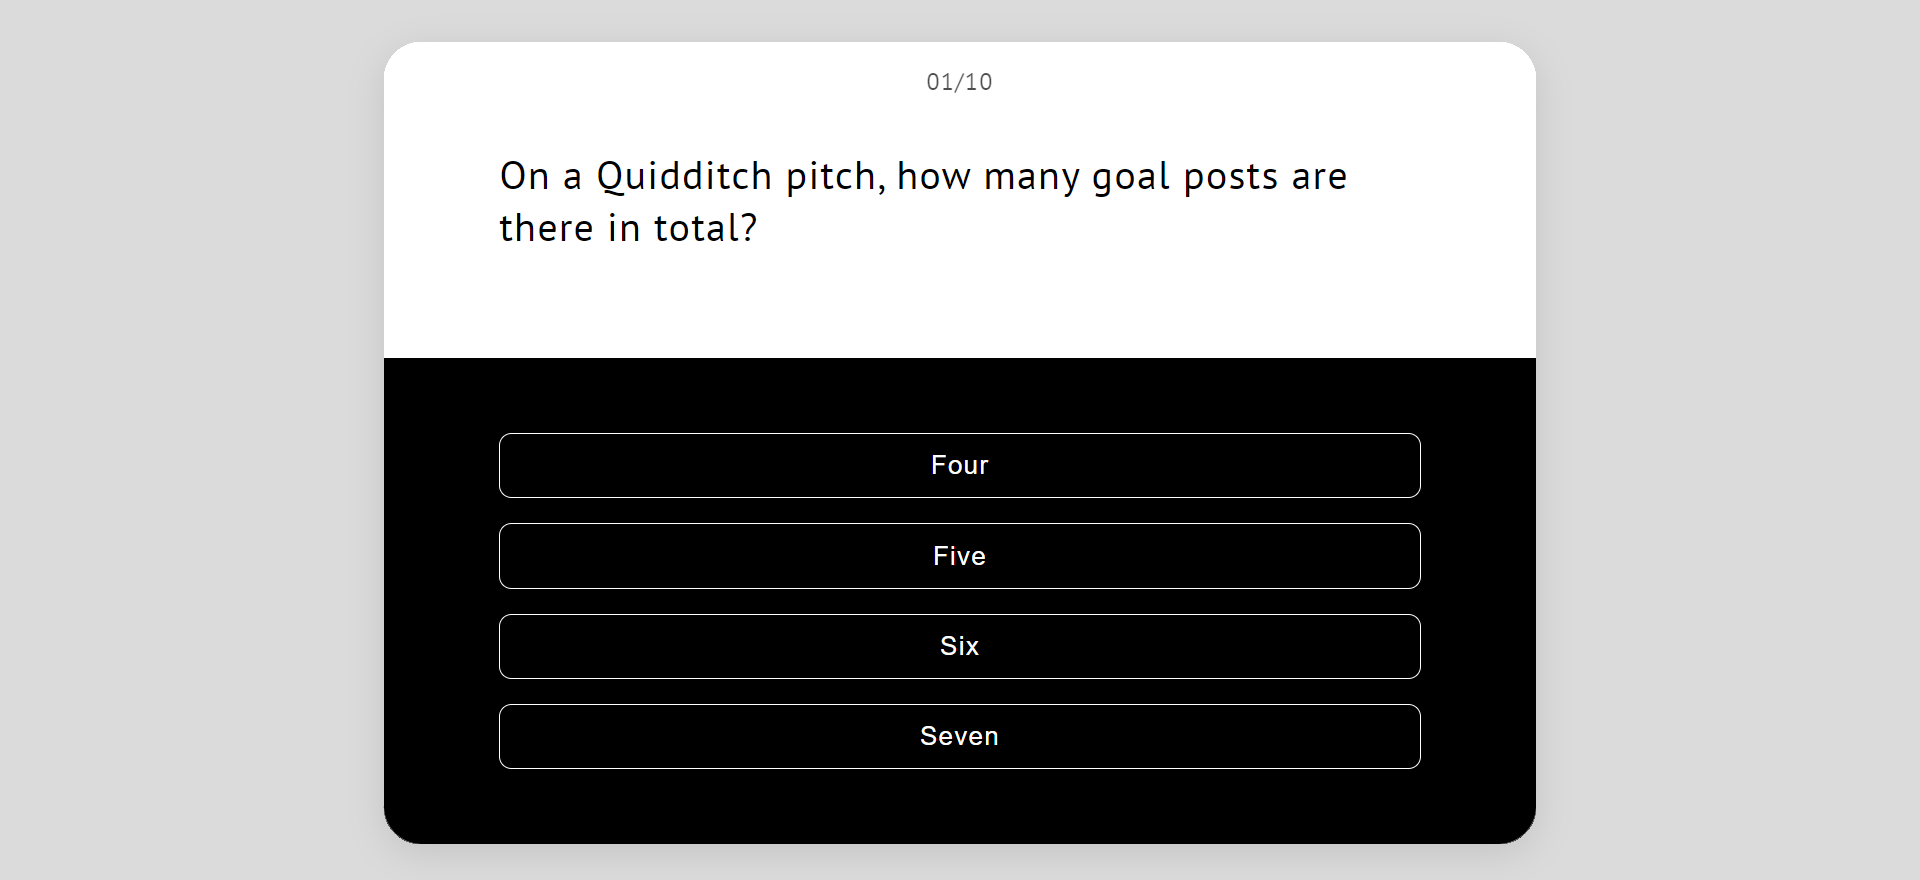 01/10
On a Quidditch pitch, how many goal posts are
there in total?
Four
Five
Six
Seven